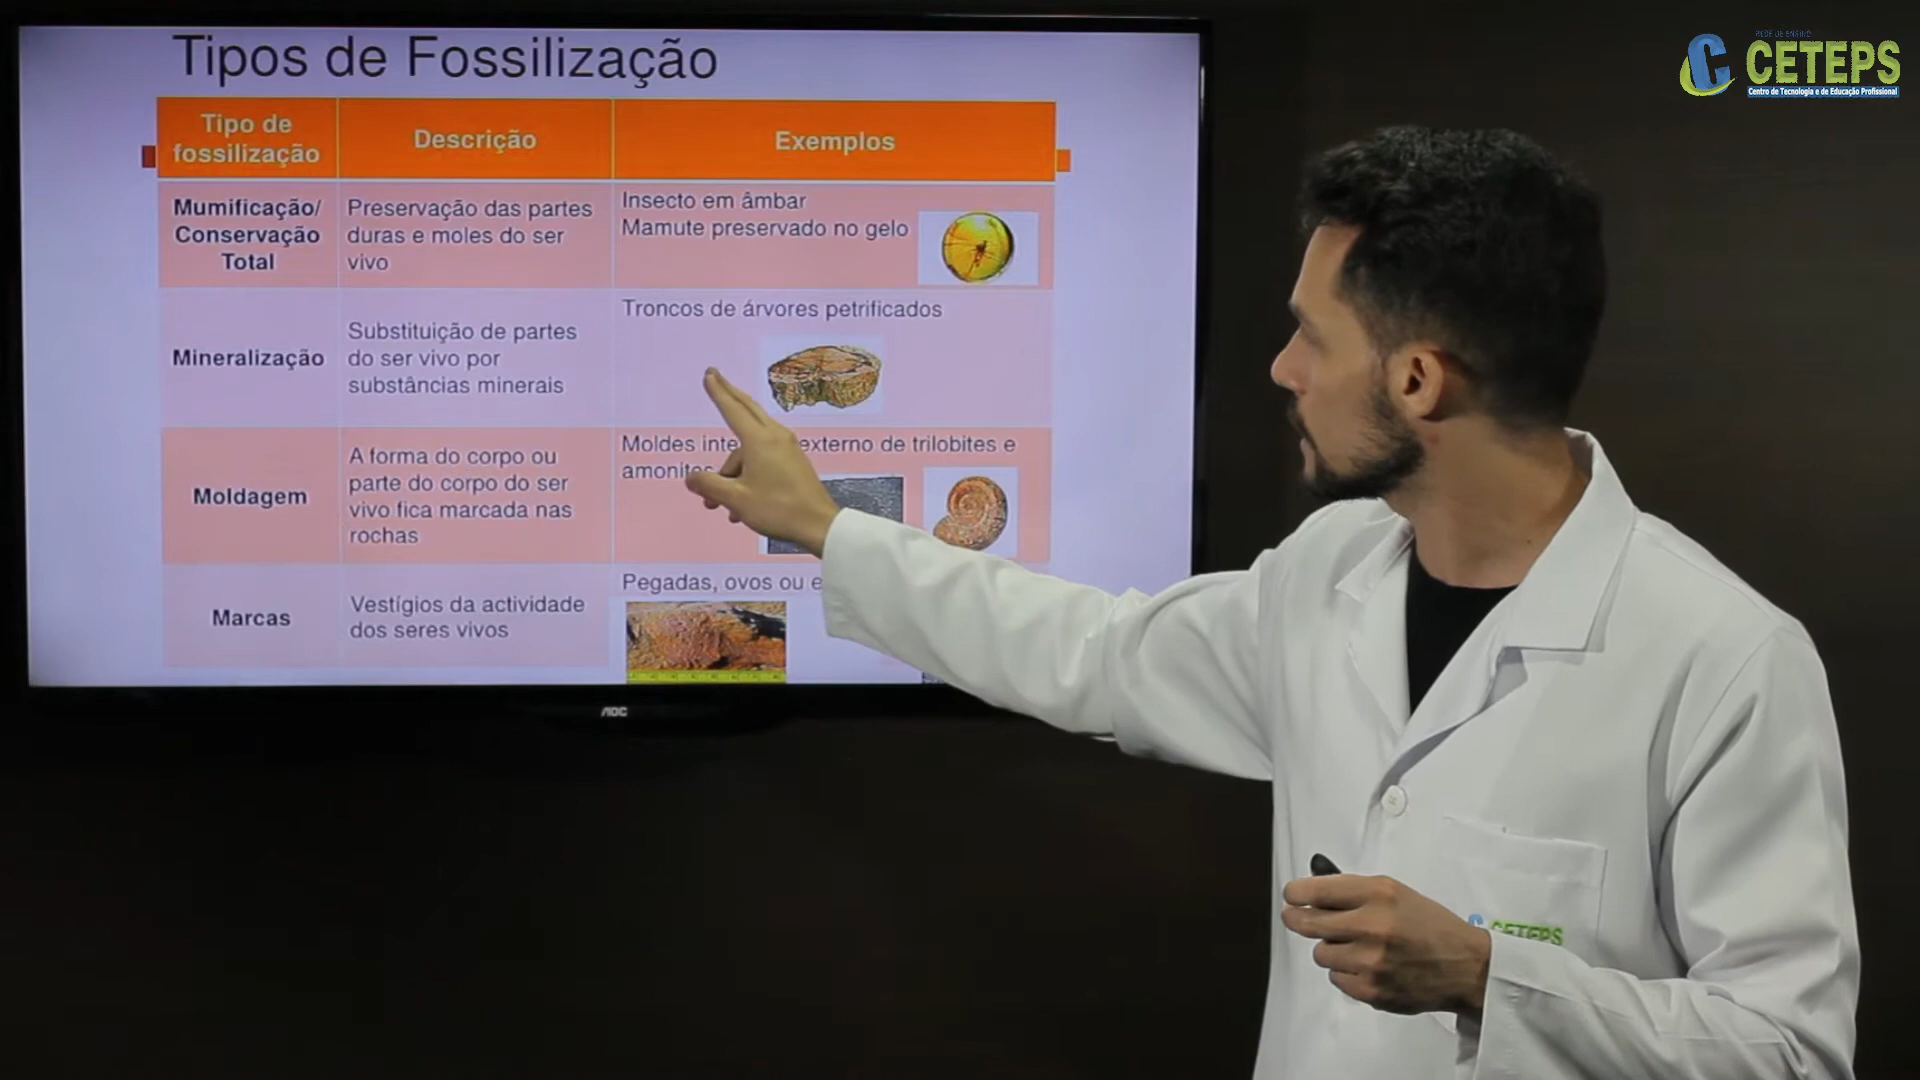 Tipos de Fossilização
REDE DE ENSINO
CETEPS
Centro de Tecnologia e de Educação Profissional
Tipo de
fossilização
Descrição
Exemplos
Mumificação/
Conservação
Total
Preservação das partes
duras e moles do ser
vivo
Insecto em âmbar
Mamute preservado no gelo
Mineralização
Substituição de partes
do ser vivo por
substâncias minerais
Troncos de árvores petrificados
Moldagem
A forma do corpo ou
parte do corpo do ser
vivo fica marcada nas
rochas
Moldes externo de trilobites e
Marcas
Vestígios da actividade
dos seres vivos
Pegadas, ovos ou
AOC
CETEPS